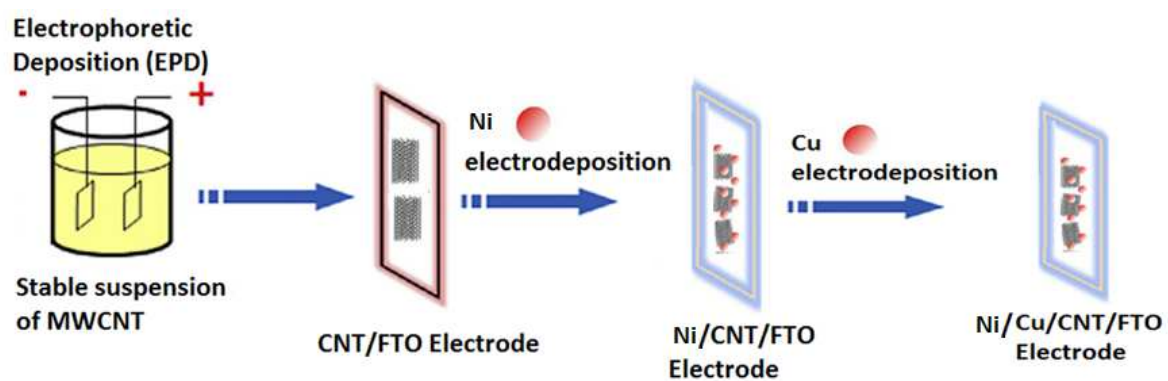 Electrophoretic
Deposition (EPD)
- +
Stable suspension
of MWCNT
CNT/FTO Electrode
Ni
electrodeposition
Ni/CNT/FTO
Electrode
Cu
electrodeposition
Ni/Cu/CNT/FTO
Electrode